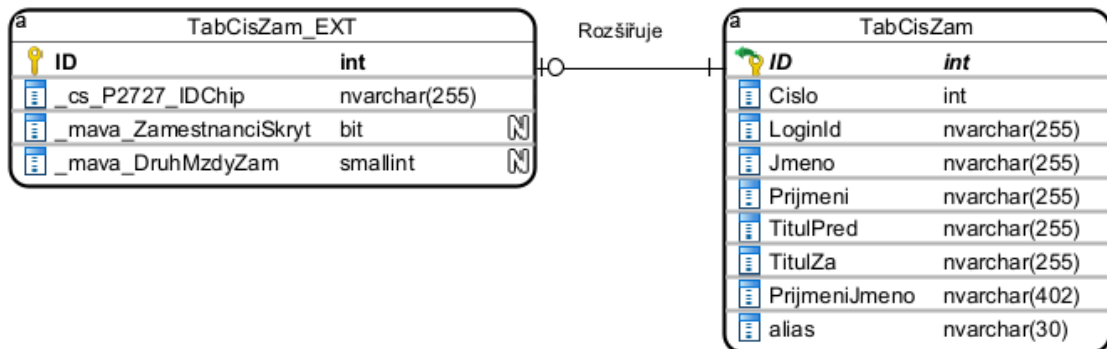 a
TabCisZam_EXT
ID int
_cs_P2727_IDChip nvarchar(255)
_mava_ZamestnanciSkryt bit N
_mava_DruhMzdyZam smallint N
Rozšiřuje
a
TabCisZam
ID int
Cislo int
LoginId nvarchar(255)
Jmeno nvarchar(255)
Prijmeni nvarchar(255)
TitulPred nvarchar(255)
TitulZa nvarchar(255)
PrijmeniJmeno nvarchar(402)
alias nvarchar(30)